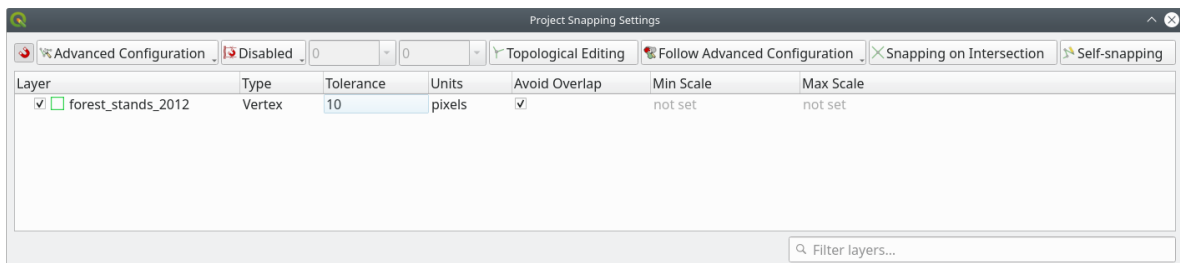 Project Snapping Settings
Advanced Configuration Disabled 0 0 Topological Editing Follow Advanced Configuration Snapping on Intersection Self-snapping
Layer Type Tolerance Units Avoid Overlap Min Scale Max Scale
forest_stands_2012 Vertex 10 pixels not set not set
Filter layers...